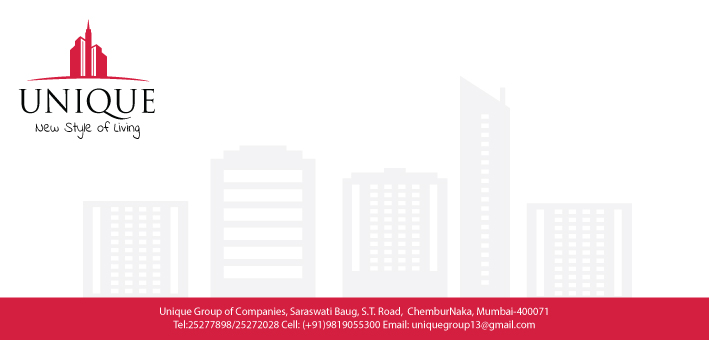 UNIQUE
New Style of Living
Unique Group of Companies, Saraswati Baug, S.T. Road, ChemburNaka, Mumbai-400071
Tel:25277898/25272028 Cell: (+91)9819055300 Email: uniquegroup13@gmail.com